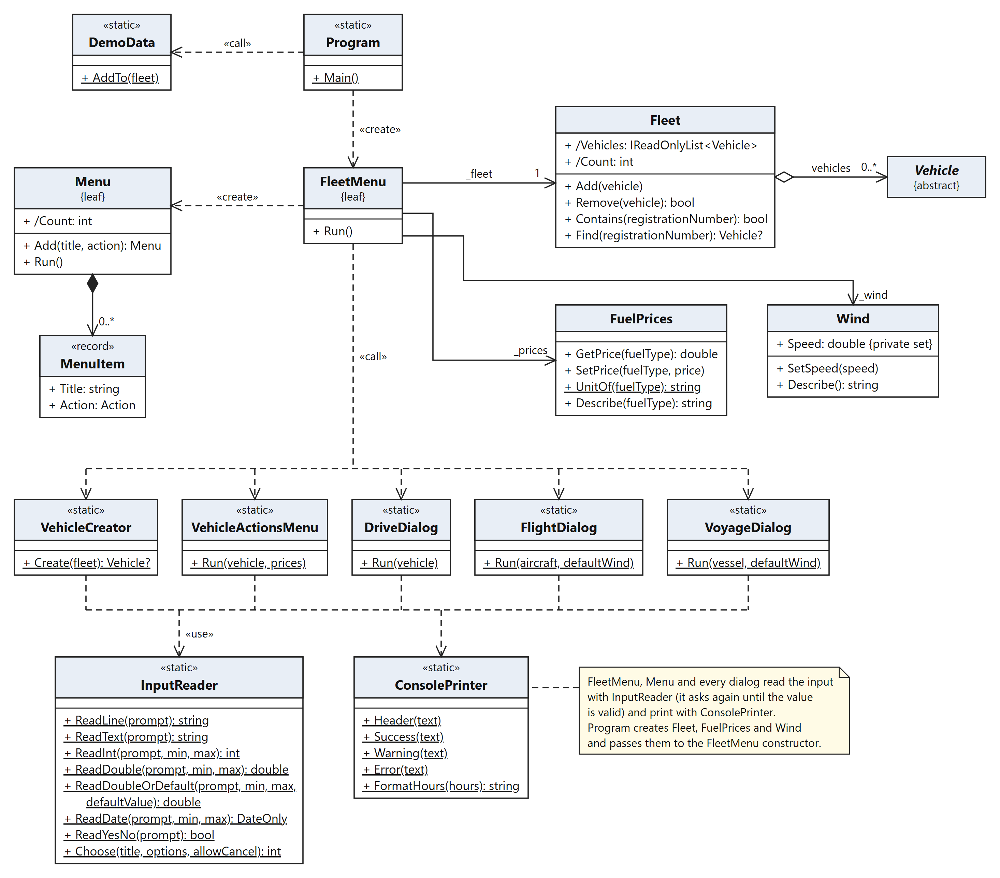 «static»
DemoData
+ AddTo(fleet)
«call»
«static»
Program
+ Main()
«create»
Menu
{leaf}
+ /Count: int
+ Add(title, action): Menu
+ Run()
«create»
FleetMenu
{leaf}
+ Run()
_fleet
1
Fleet
+ /Vehicles: IReadOnlyList<Vehicle>
+ /Count: int
+ Add(vehicle)
+ Remove(vehicle): bool
+ Contains(registrationNumber): bool
+ Find(registrationNumber): Vehicle?
vehicles
0..*
Vehicle
{abstract}
0..*
«record»
MenuItem
+ Title: string
+ Action: Action
«call»
_prices
FuelPrices
+ GetPrice(fuelType): double
+ SetPrice(fuelType, price)
+ UnitOf(fuelType): string
+ Describe(fuelType): string
_wind
Wind
+ Speed: double {private set}
+ SetSpeed(speed)
+ Describe(): string
«static»
VehicleCreator
+ Create(fleet): Vehicle?
«static»
VehicleActionsMenu
+ Run(vehicle, prices)
«static»
DriveDialog
+ Run(vehicle)
«static»
FlightDialog
+ Run(aircraft, defaultWind)
«static»
VoyageDialog
+ Run(vessel, defaultWind)
«use»
«static»
InputReader
+ ReadLine(prompt): string
+ ReadText(prompt): string
+ ReadInt(prompt, min, max): int
+ ReadDouble(prompt, min, max): double
+ ReadDoubleOrDefault(prompt, min, max,
defaultValue): double
+ ReadDate(prompt, min, max): DateOnly
+ ReadYesNo(prompt): bool
+ Choose(title, options, allowCancel): int
«static»
ConsolePrinter
+ Header(text)
+ Success(text)
+ Warning(text)
+ Error(text)
+ FormatHours(hours): string
FleetMenu, Menu and every dialog read the input
with InputReader (it asks again until the value
is valid) and print with ConsolePrinter.
Program creates Fleet, FuelPrices and Wind
and passes them to the FleetMenu constructor.